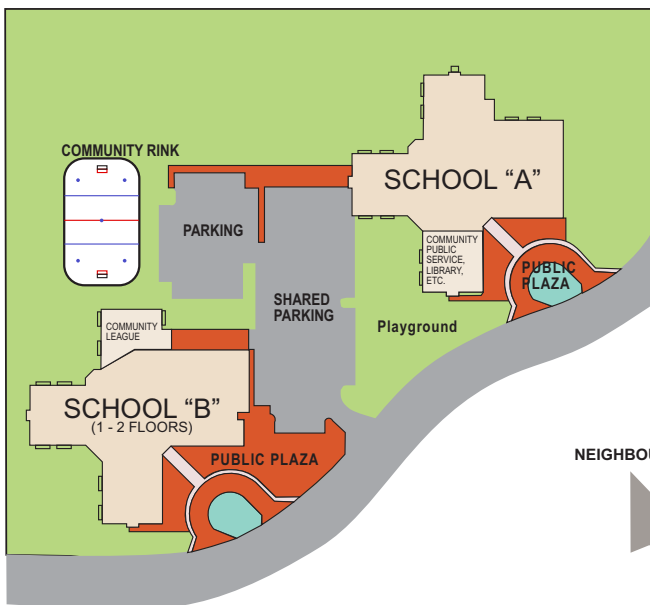 COMMUNITY RINK
SCHOOL “A”
PARKING
COMMUNITY
PUBLIC
SERVICE,
LIBRARY,
ETC.
PUBLIC
PLAZA
SHARED
PARKING
Playground
COMMUNITY
LEAGUE
SCHOOL “B”
(1 - 2 FLOORS)
PUBLIC PLAZA